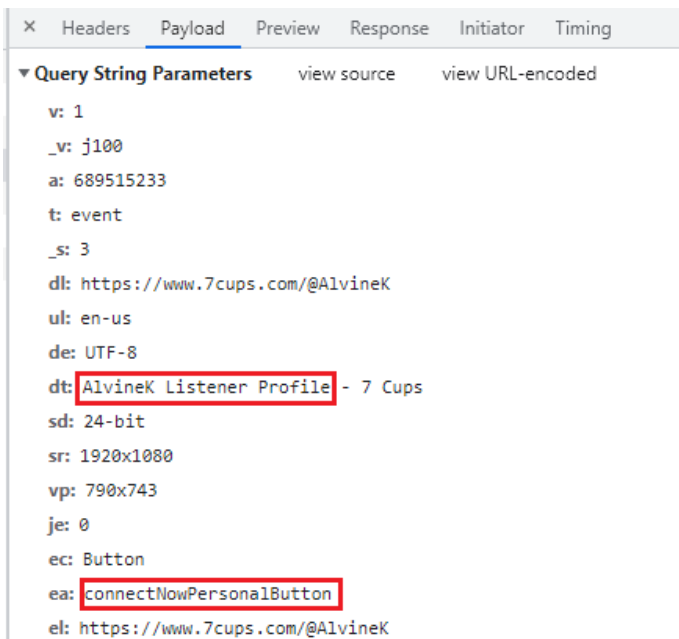 × Headers Payload Preview Response Initiator Timing
▼ Query String Parameters view source view URL-encoded
v: 1
_v: j100
a: 689515233
t: event
_s: 3
dl: https://www.7cups.com/@AlvineK
ul: en-us
de: UTF-8
dt: AlvineK Listener Profile - 7 Cups
sd: 24-bit
sr: 1920x1080
vp: 790x743
je: 0
ec: Button
ea: connectNowPersonalButton
el: https://www.7cups.com/@AlvineK